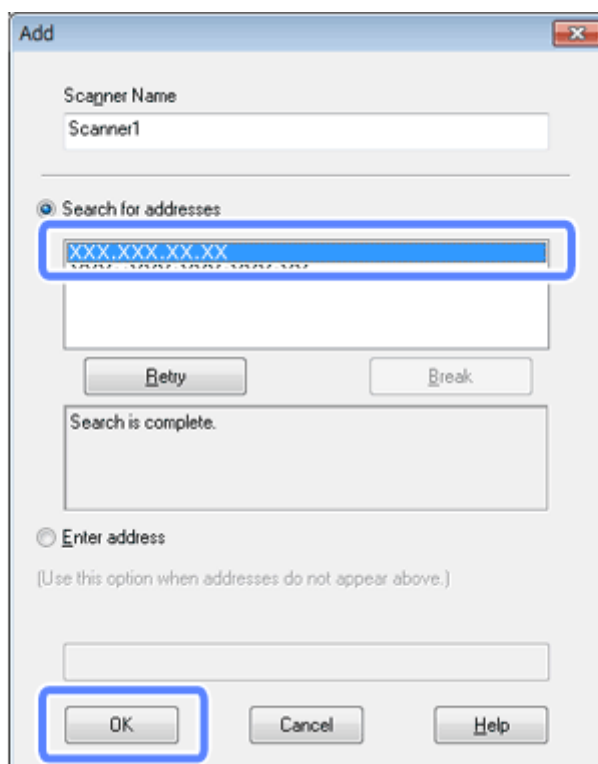 Add
Scanner Name
Scanner1
Search for addresses
XXX.XXX.XX.XX
Retry Break
Search is complete.
Enter address
(Use this option when addresses do not appear above.)
OK Cancel Help